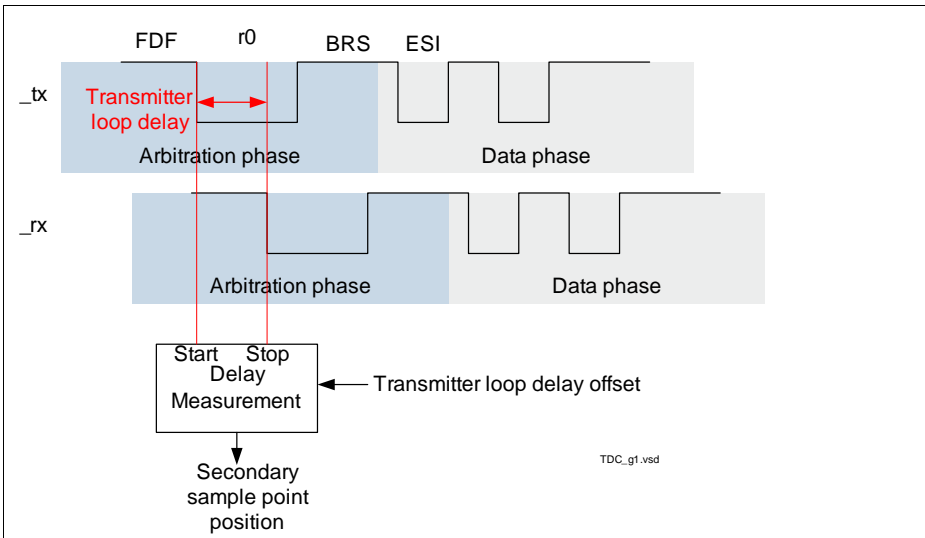 FDF r0 BRS ESI
_tx
Transmitter
loop delay
Arbitration phase Data phase
_rx
Arbitration phase Data phase
Start Stop
Delay
Measurement
Transmitter loop delay offset
Secondary
sample point
position
TDC_g1.vsd